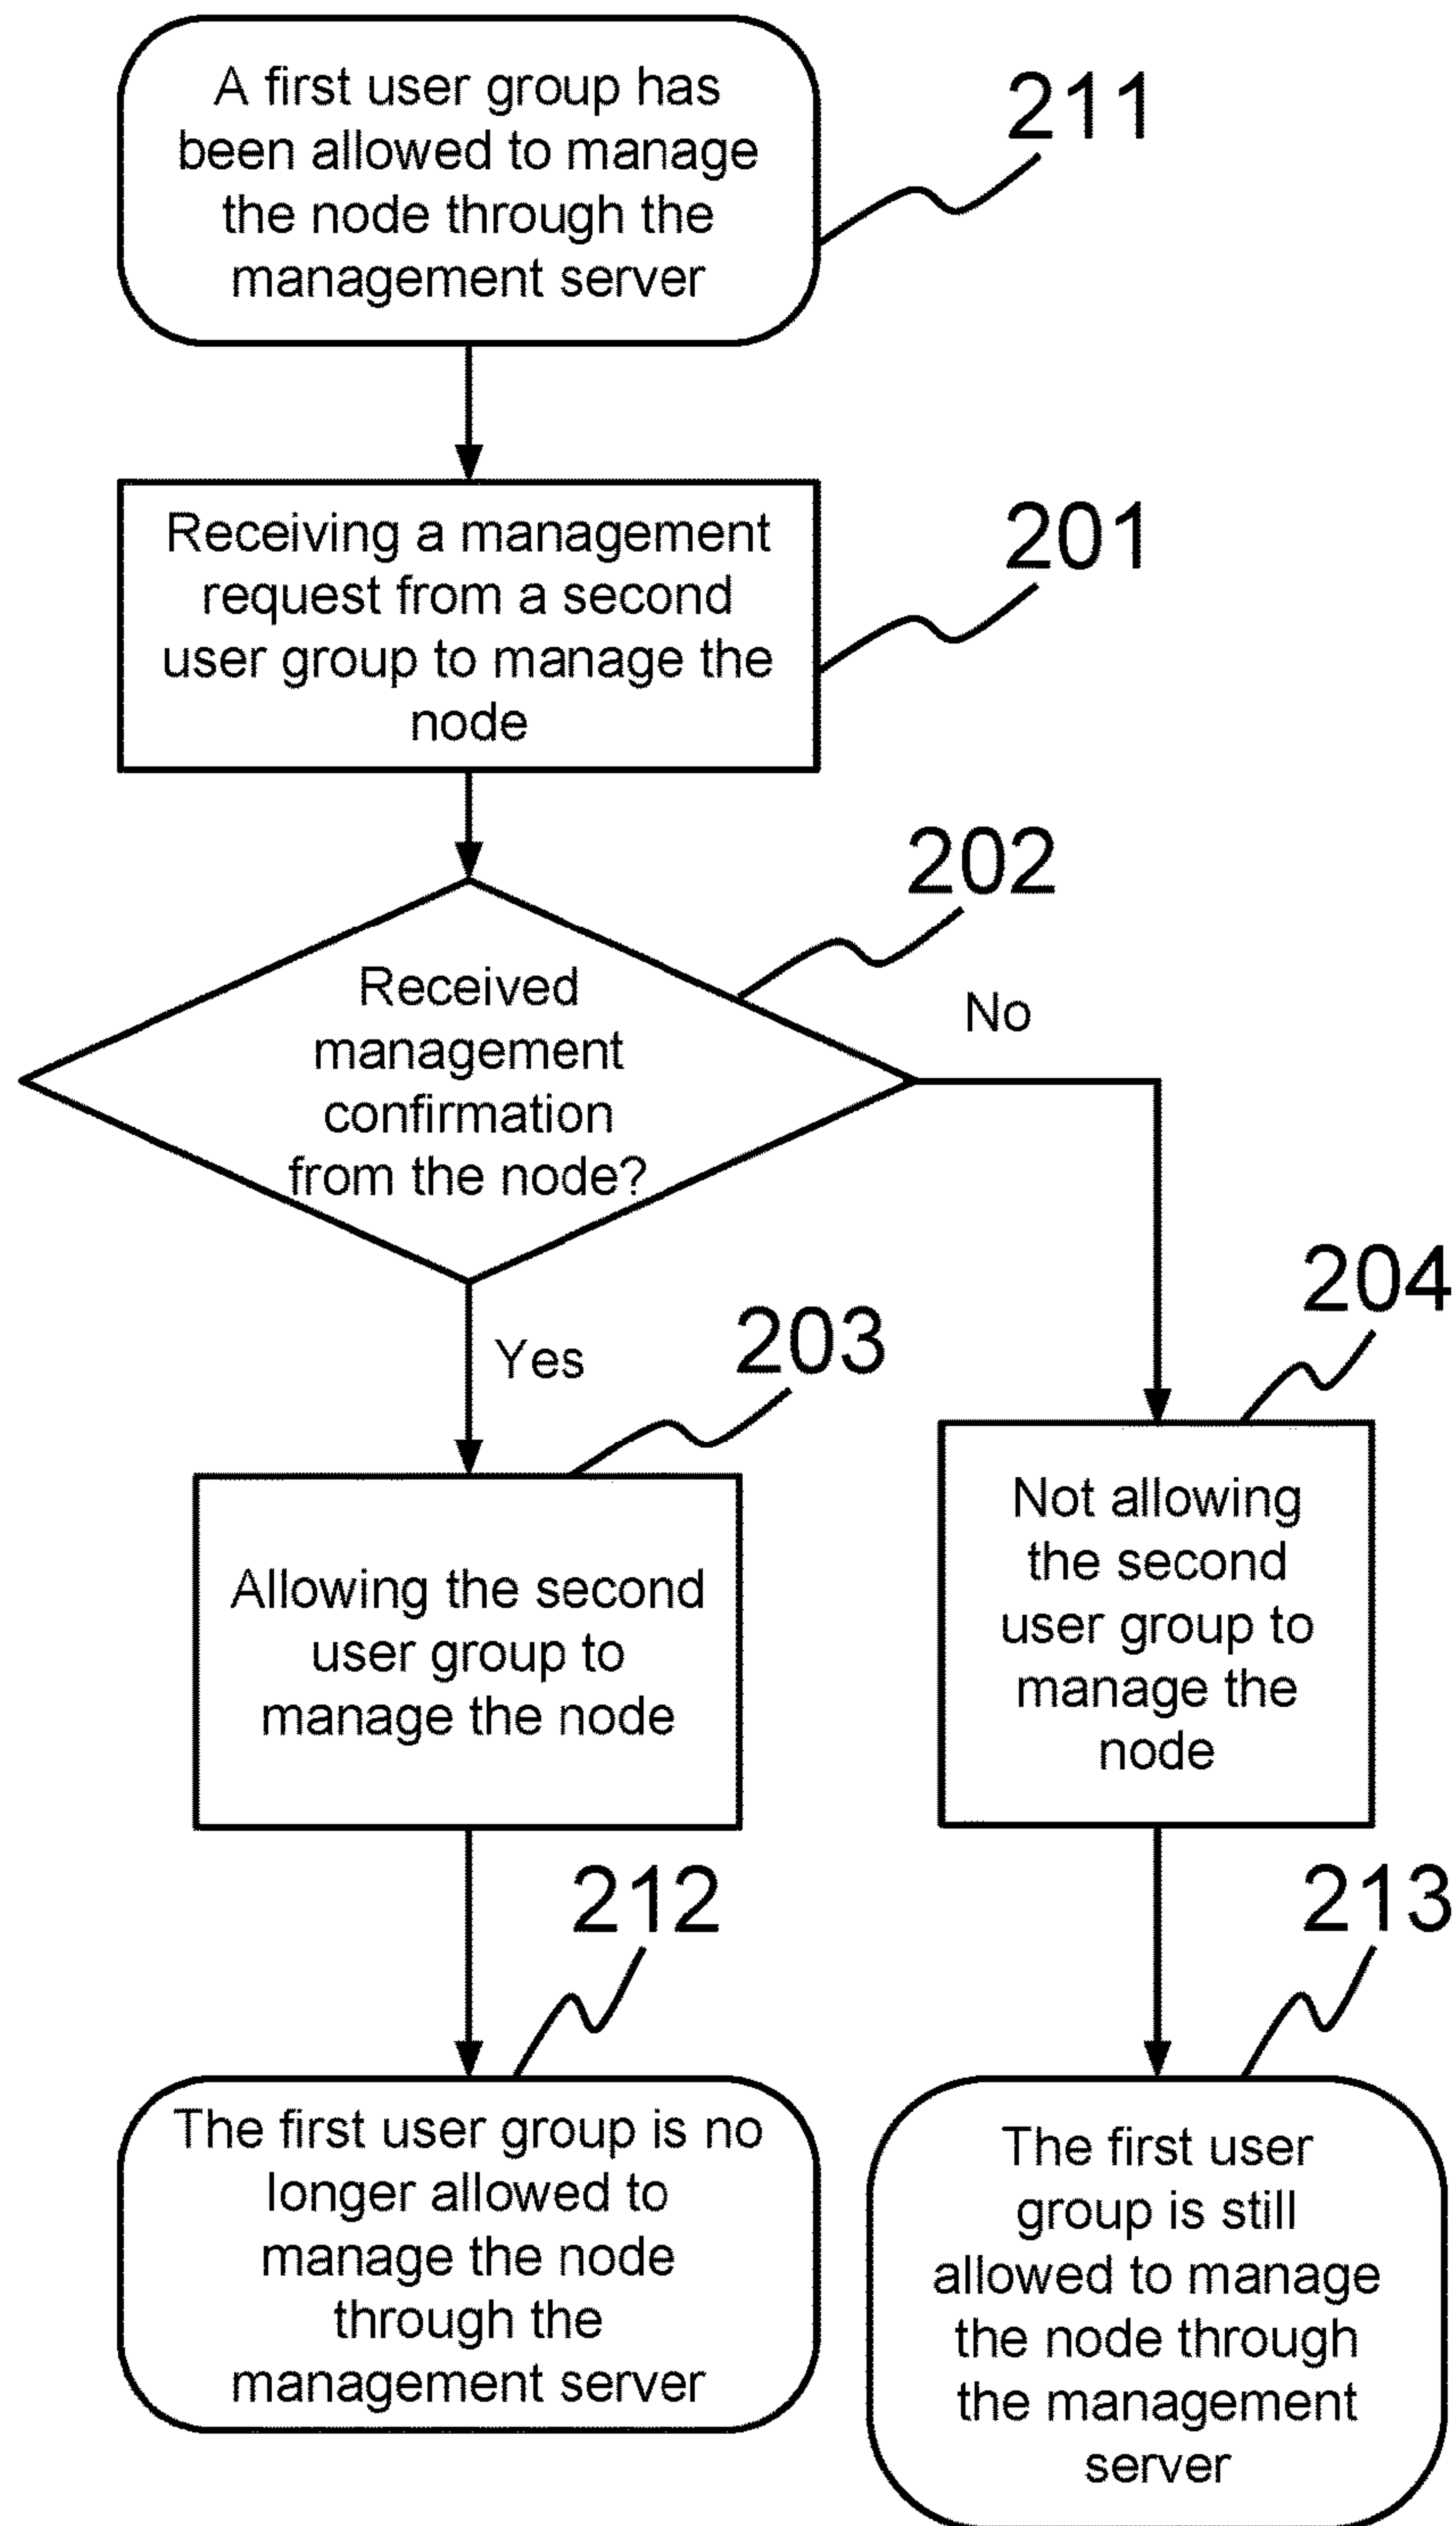 A first user group has
been allowed to manage
the node through the
management server
211
Receiving a management
request from a second
user group to manage the
node
201
202
Received
management
confirmation
from the node?
No
Yes
203
204
Allowing the second
user group to
manage the node
Not allowing
the second
user group to
manage the
node
212
213
The first user group is no
longer allowed to
manage the node
through the
management server
The first user
group is still
allowed to manage
the node through
the management
server